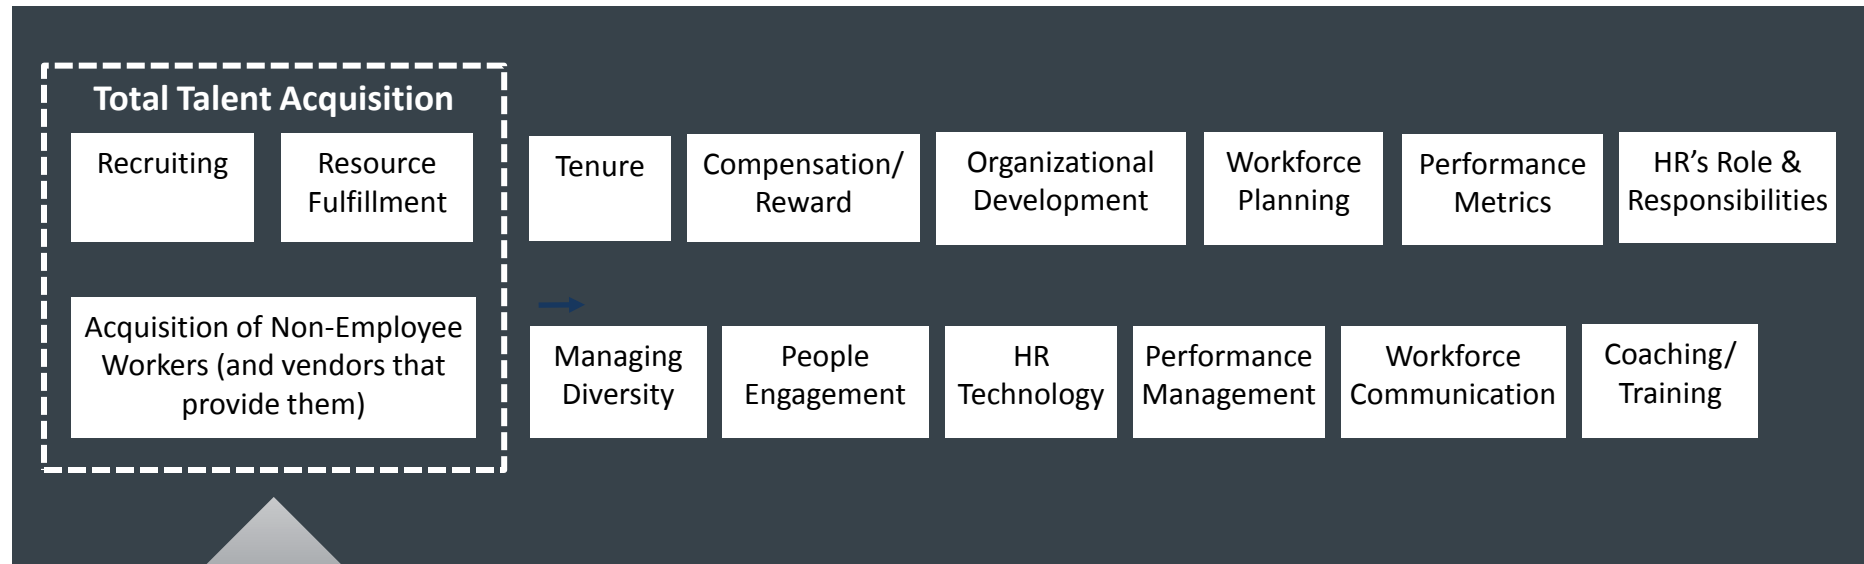 Total Talent Acquisition
Recruiting
Resource
Fulfillment
Acquisition of Non-Employee
Workers (and vendors that
provide them)
Tenure
Compensation/
Reward
Organizational
Development
Workforce
Planning
Performance
Metrics
HR’s Role &
Responsibilities
Managing
Diversity
People
Engagement
HR
Technology
Performance
Management
Workforce
Communication
Coaching/
Training